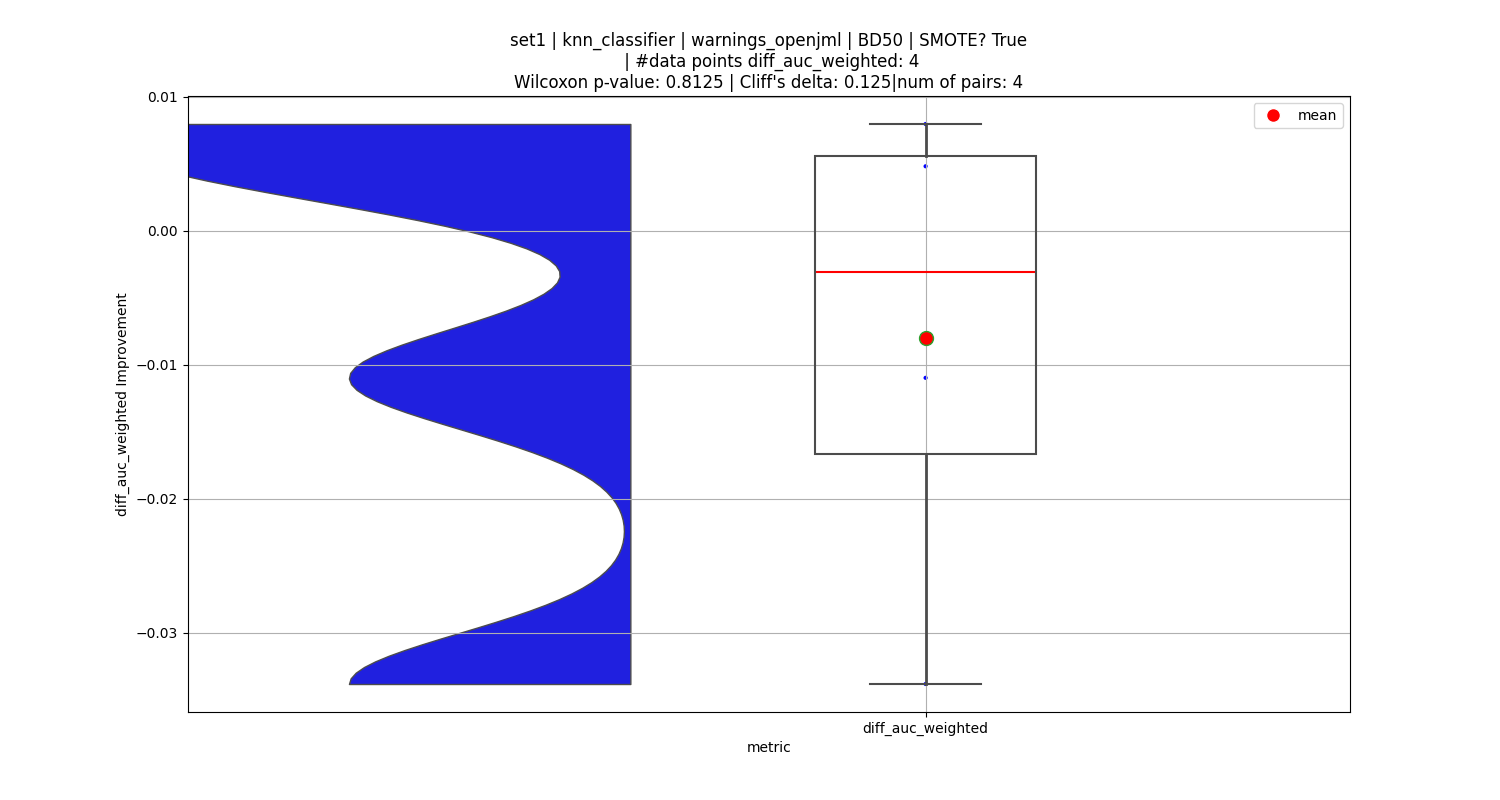 set1 | knn_classifier | warnings_openjml | BD50 | SMOTE? True
| #data points diff_auc_weighted: 4
Wilcoxon p-value: 0.8125 | Cliff's delta: 0.125|num of pairs: 4
mean
0.01
0.00
−0.01
−0.02
−0.03
diff_auc_weighted Improvement
diff_auc_weighted
metric